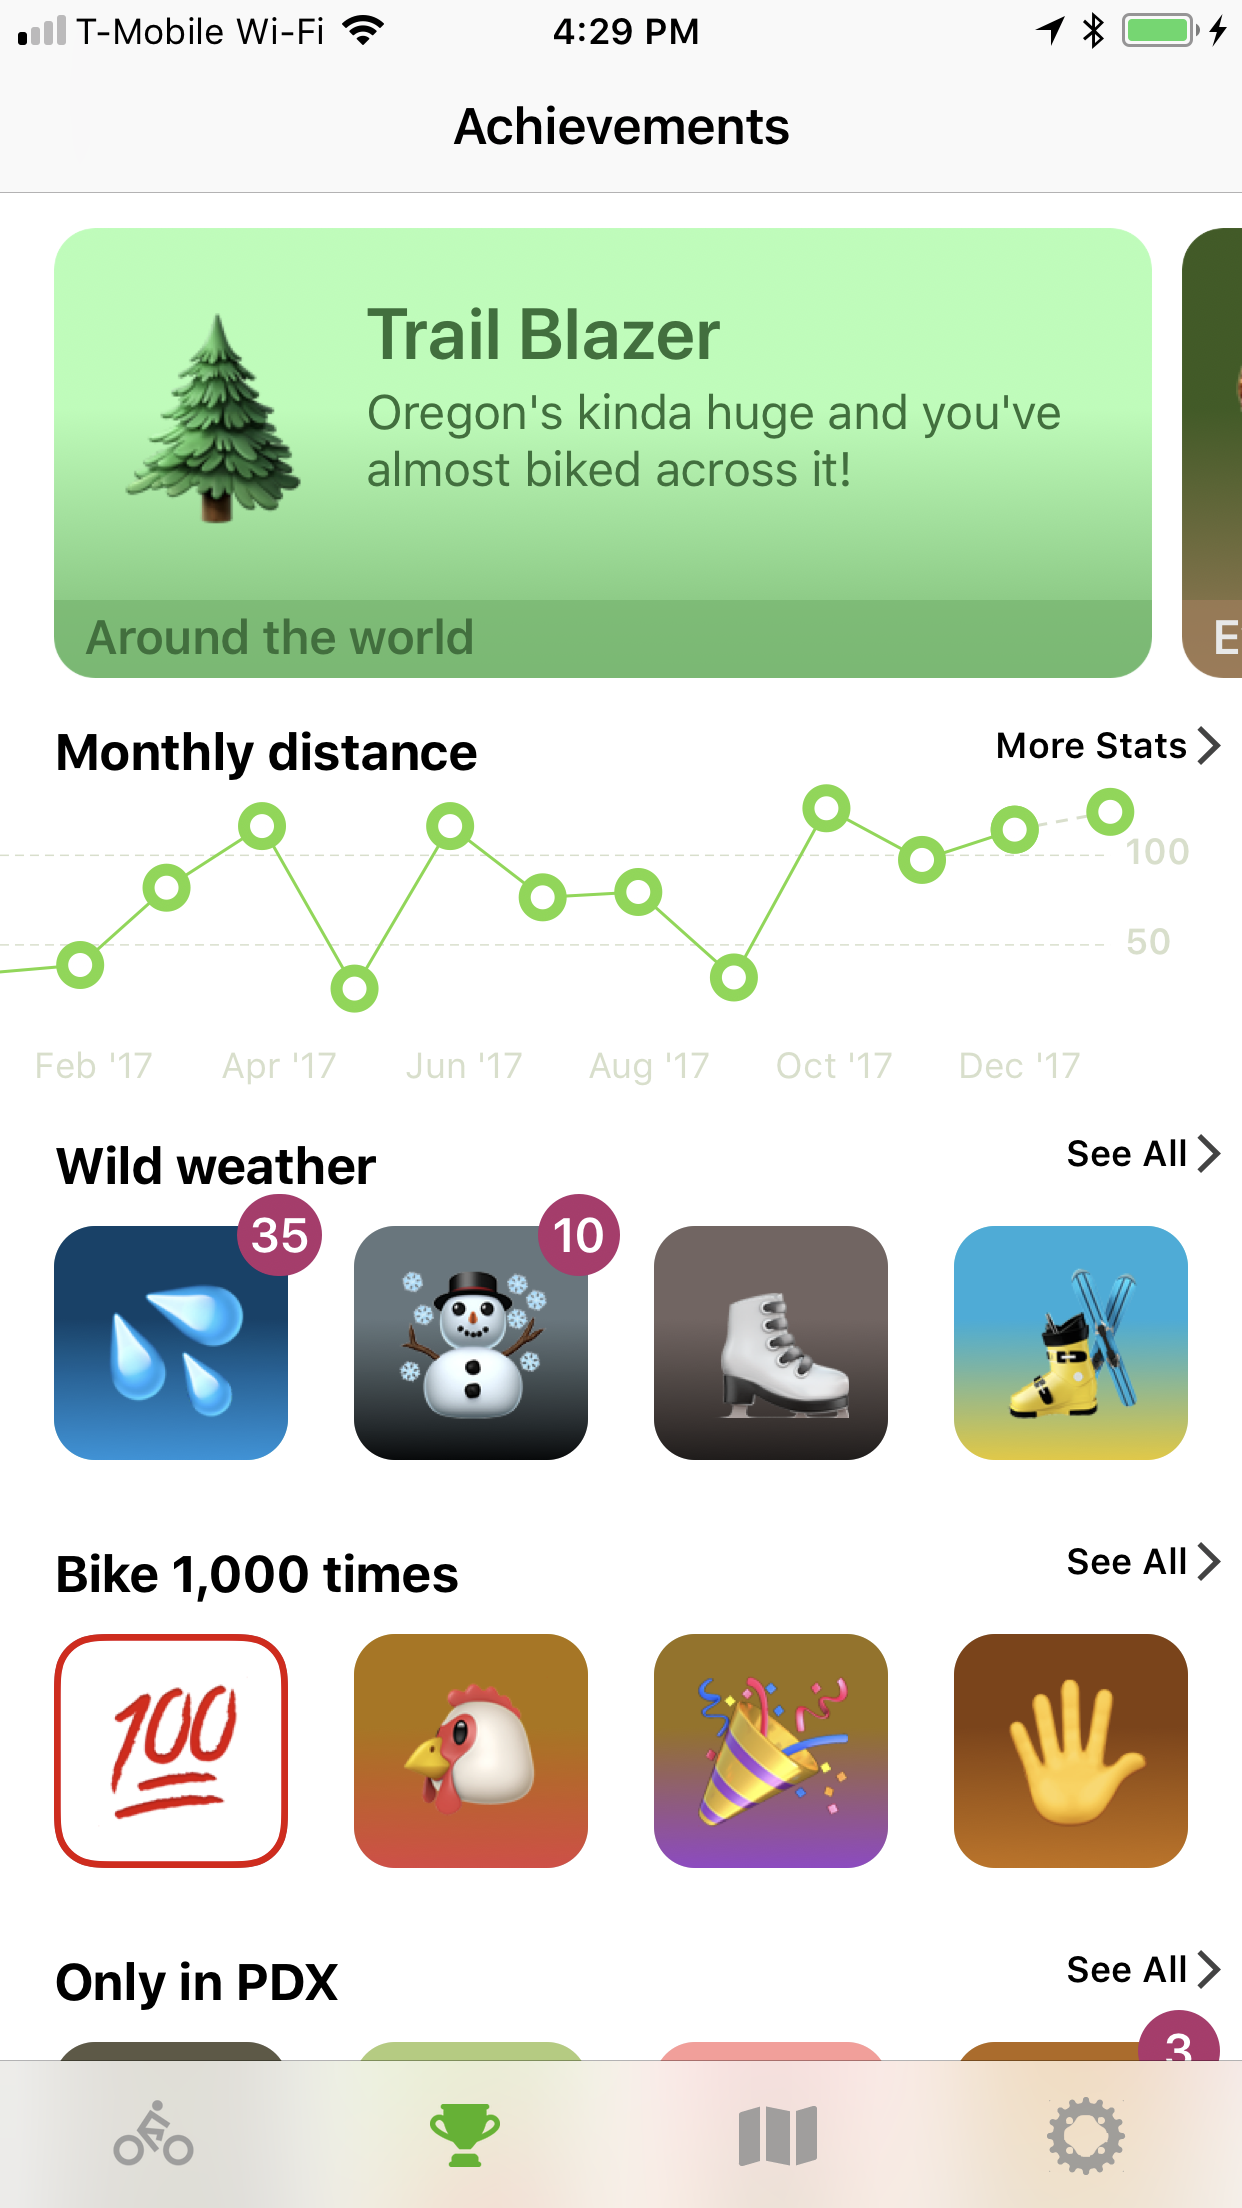 T-Mobile Wi-Fi 4:29 PM
Achievements
Trail Blazer
Oregon's kinda huge and you've
almost biked across it!
Around the world
E
Monthly distance More Stats
100
50
Feb '17 Apr '17 Jun '17 Aug '17 Oct '17 Dec '17
Wild weather See All
35 10
Bike 1,000 times See All
100
Only in PDX See All
3